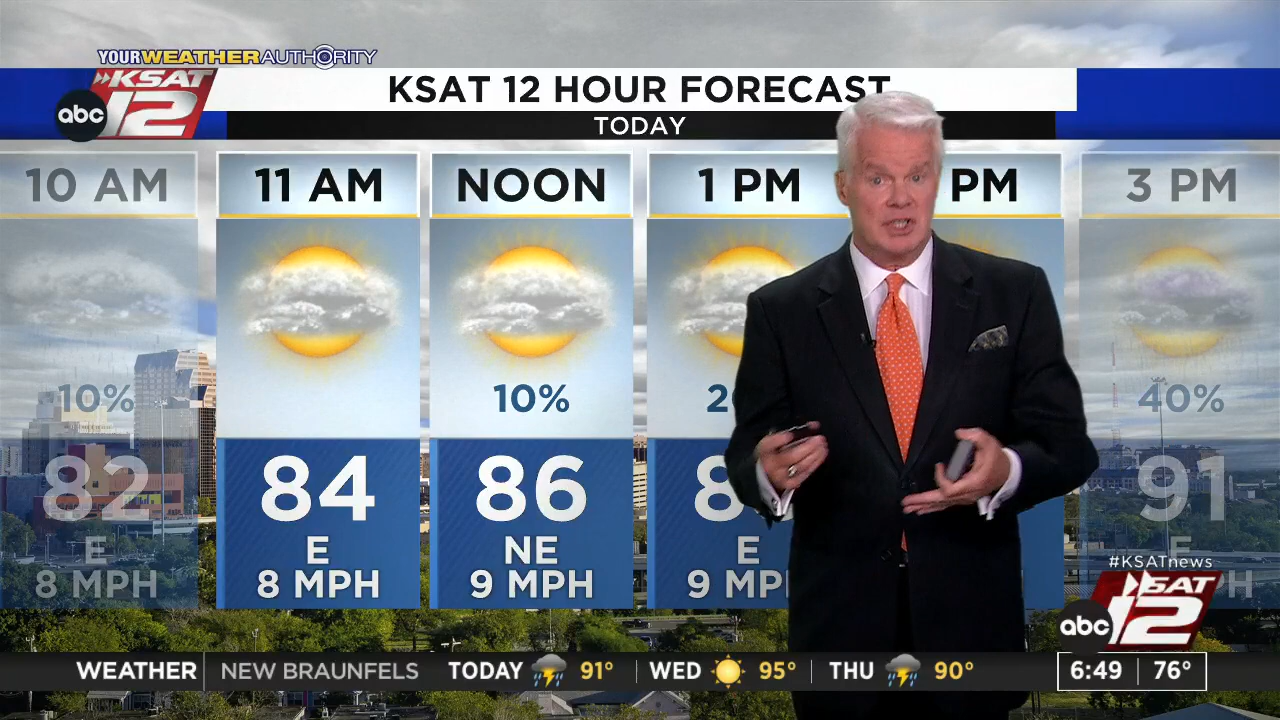 YOURWEATHERAUTHORITY
KSAT
abc 12
KSAT 12 HOUR FORECAST
TODAY
10 AM
11 AM
NOON
1 PM
PM
3 PM
10%
10%
40%
82
84
86
91
E
E
NE
E
8 MPH
8 MPH
9 MPH
9 MPH
#KSATnews
KSAT
abc 12
WEATHER NEW BRAUNFELS TODAY 91° WED 95° THU 90° 6:49 76°